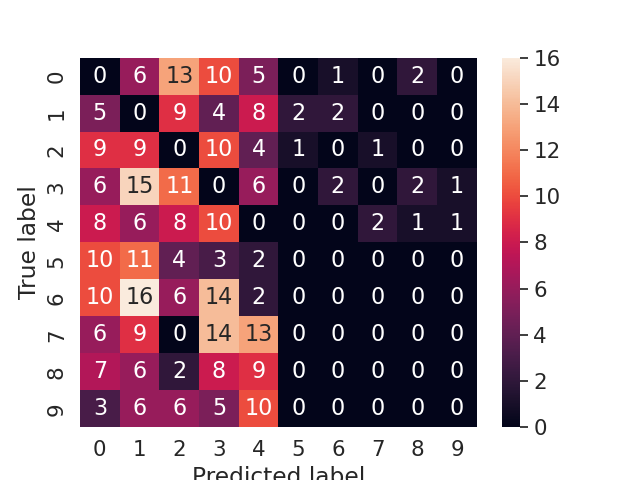 0 0 6 13 10 5 0 1 0 2 0
1 5 0 9 4 8 2 2 0 0 0
2 9 9 0 10 4 1 0 1 0 0
3 6 15 11 0 6 0 2 0 2 1
4 8 6 8 10 0 0 0 2 1 1
5 10 11 4 3 2 0 0 0 0 0
6 10 16 6 14 2 0 0 0 0 0
7 6 9 0 14 13 0 0 0 0 0
8 7 6 2 8 9 0 0 0 0 0
9 3 6 6 5 10 0 0 0 0 0
0 1 2 3 4 5 6 7 8 9
Predicted label
True label
16
14
12
10
8
6
4
2
0